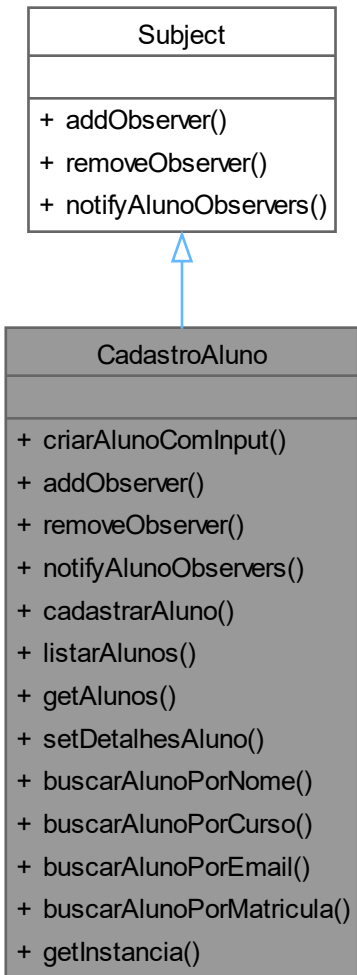 Subject
+ addObserver()
+ removeObserver()
+ notifyAlunoObservers()
CadastroAluno
+ criarAlunoComInput()
+ addObserver()
+ removeObserver()
+ notifyAlunoObservers()
+ cadastrarAluno()
+ listarAlunos()
+ getAlunos()
+ setDetalhesAluno()
+ buscarAlunoPorNome()
+ buscarAlunoPorCurso()
+ buscarAlunoPorEmail()
+ buscarAlunoPorMatricula()
+ getInstancia()